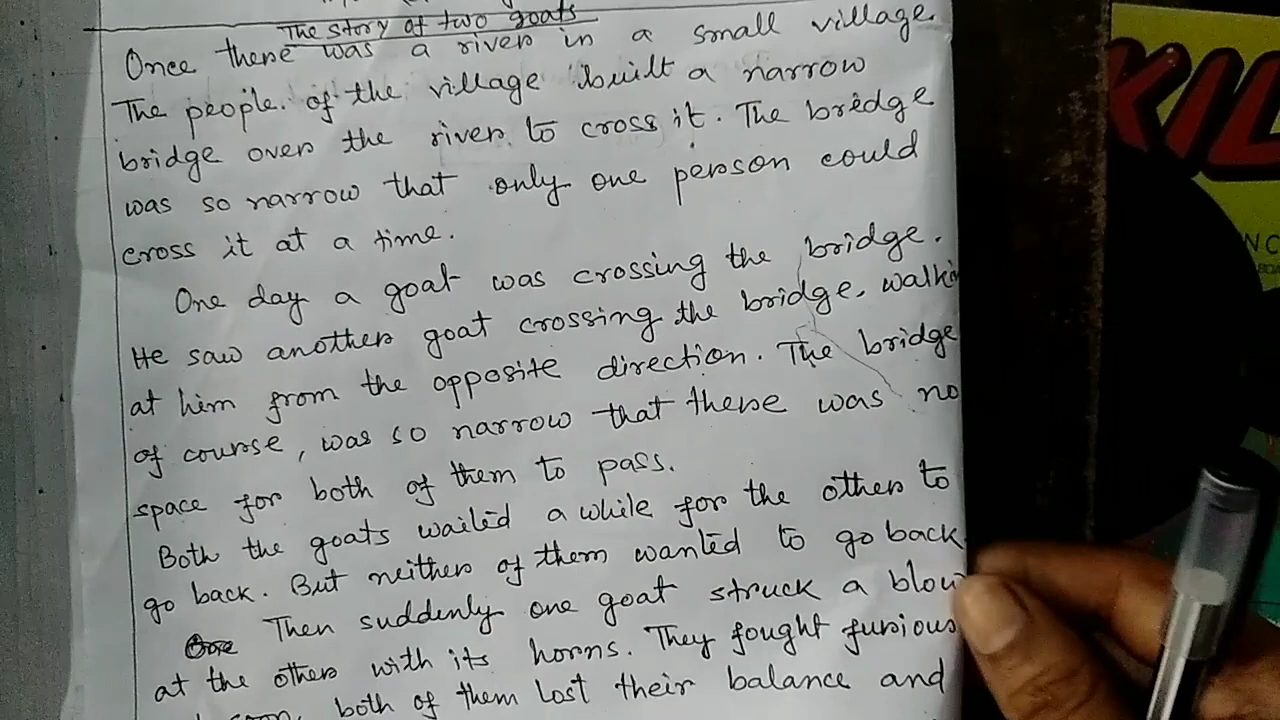 The story of two goats
Once there was a river in a small village.
The people of the village built a narrow
bridge over the river to cross it. The bridge
was so narrow that only one person could
cross it at a time.
One day a goat was crossing the bridge.
He saw another goat crossing the bridge, walkin
at him from the opposite direction. The bridge
of course, was so narrow that there was no
space for both of them to pass.
Both the goats waited a while for the other to
go back. But neither of them wanted to go back
Then suddenly one goat struck a blow
at the other with its horns. They fought furious
both of them lost their balance and
KIL